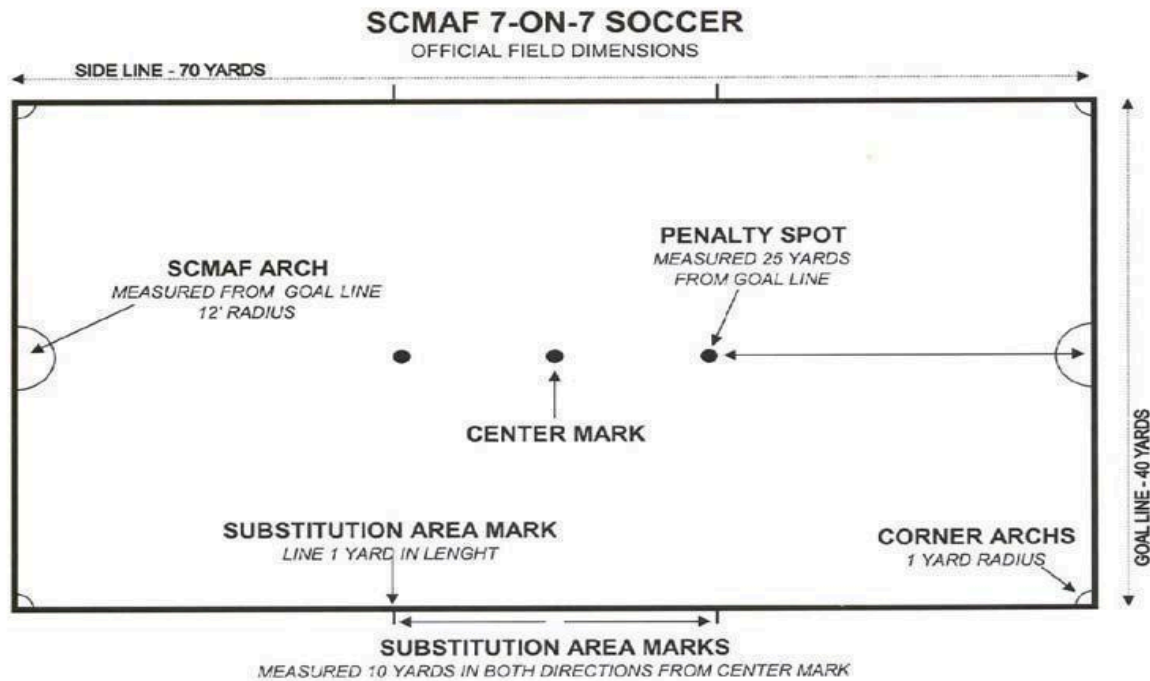 SCMAF 7-ON-7 SOCCER
OFFICIAL FIELD DIMENSIONS
SIDE LINE - 70 YARDS
PENALTY SPOT
MEASURED 25 YARDS
FROM GOAL LINE
SCMAF ARCH
MEASURED FROM GOAL LINE
12' RADIUS
CENTER MARK
GOAL LINE - 40 YARDS
SUBSTITUTION AREA MARK
LINE 1 YARD IN LENGHT
CORNER ARCHS
1 YARD RADIUS
SUBSTITUTION AREA MARKS
MEASURED 10 YARDS IN BOTH DIRECTIONS FROM CENTER MARK